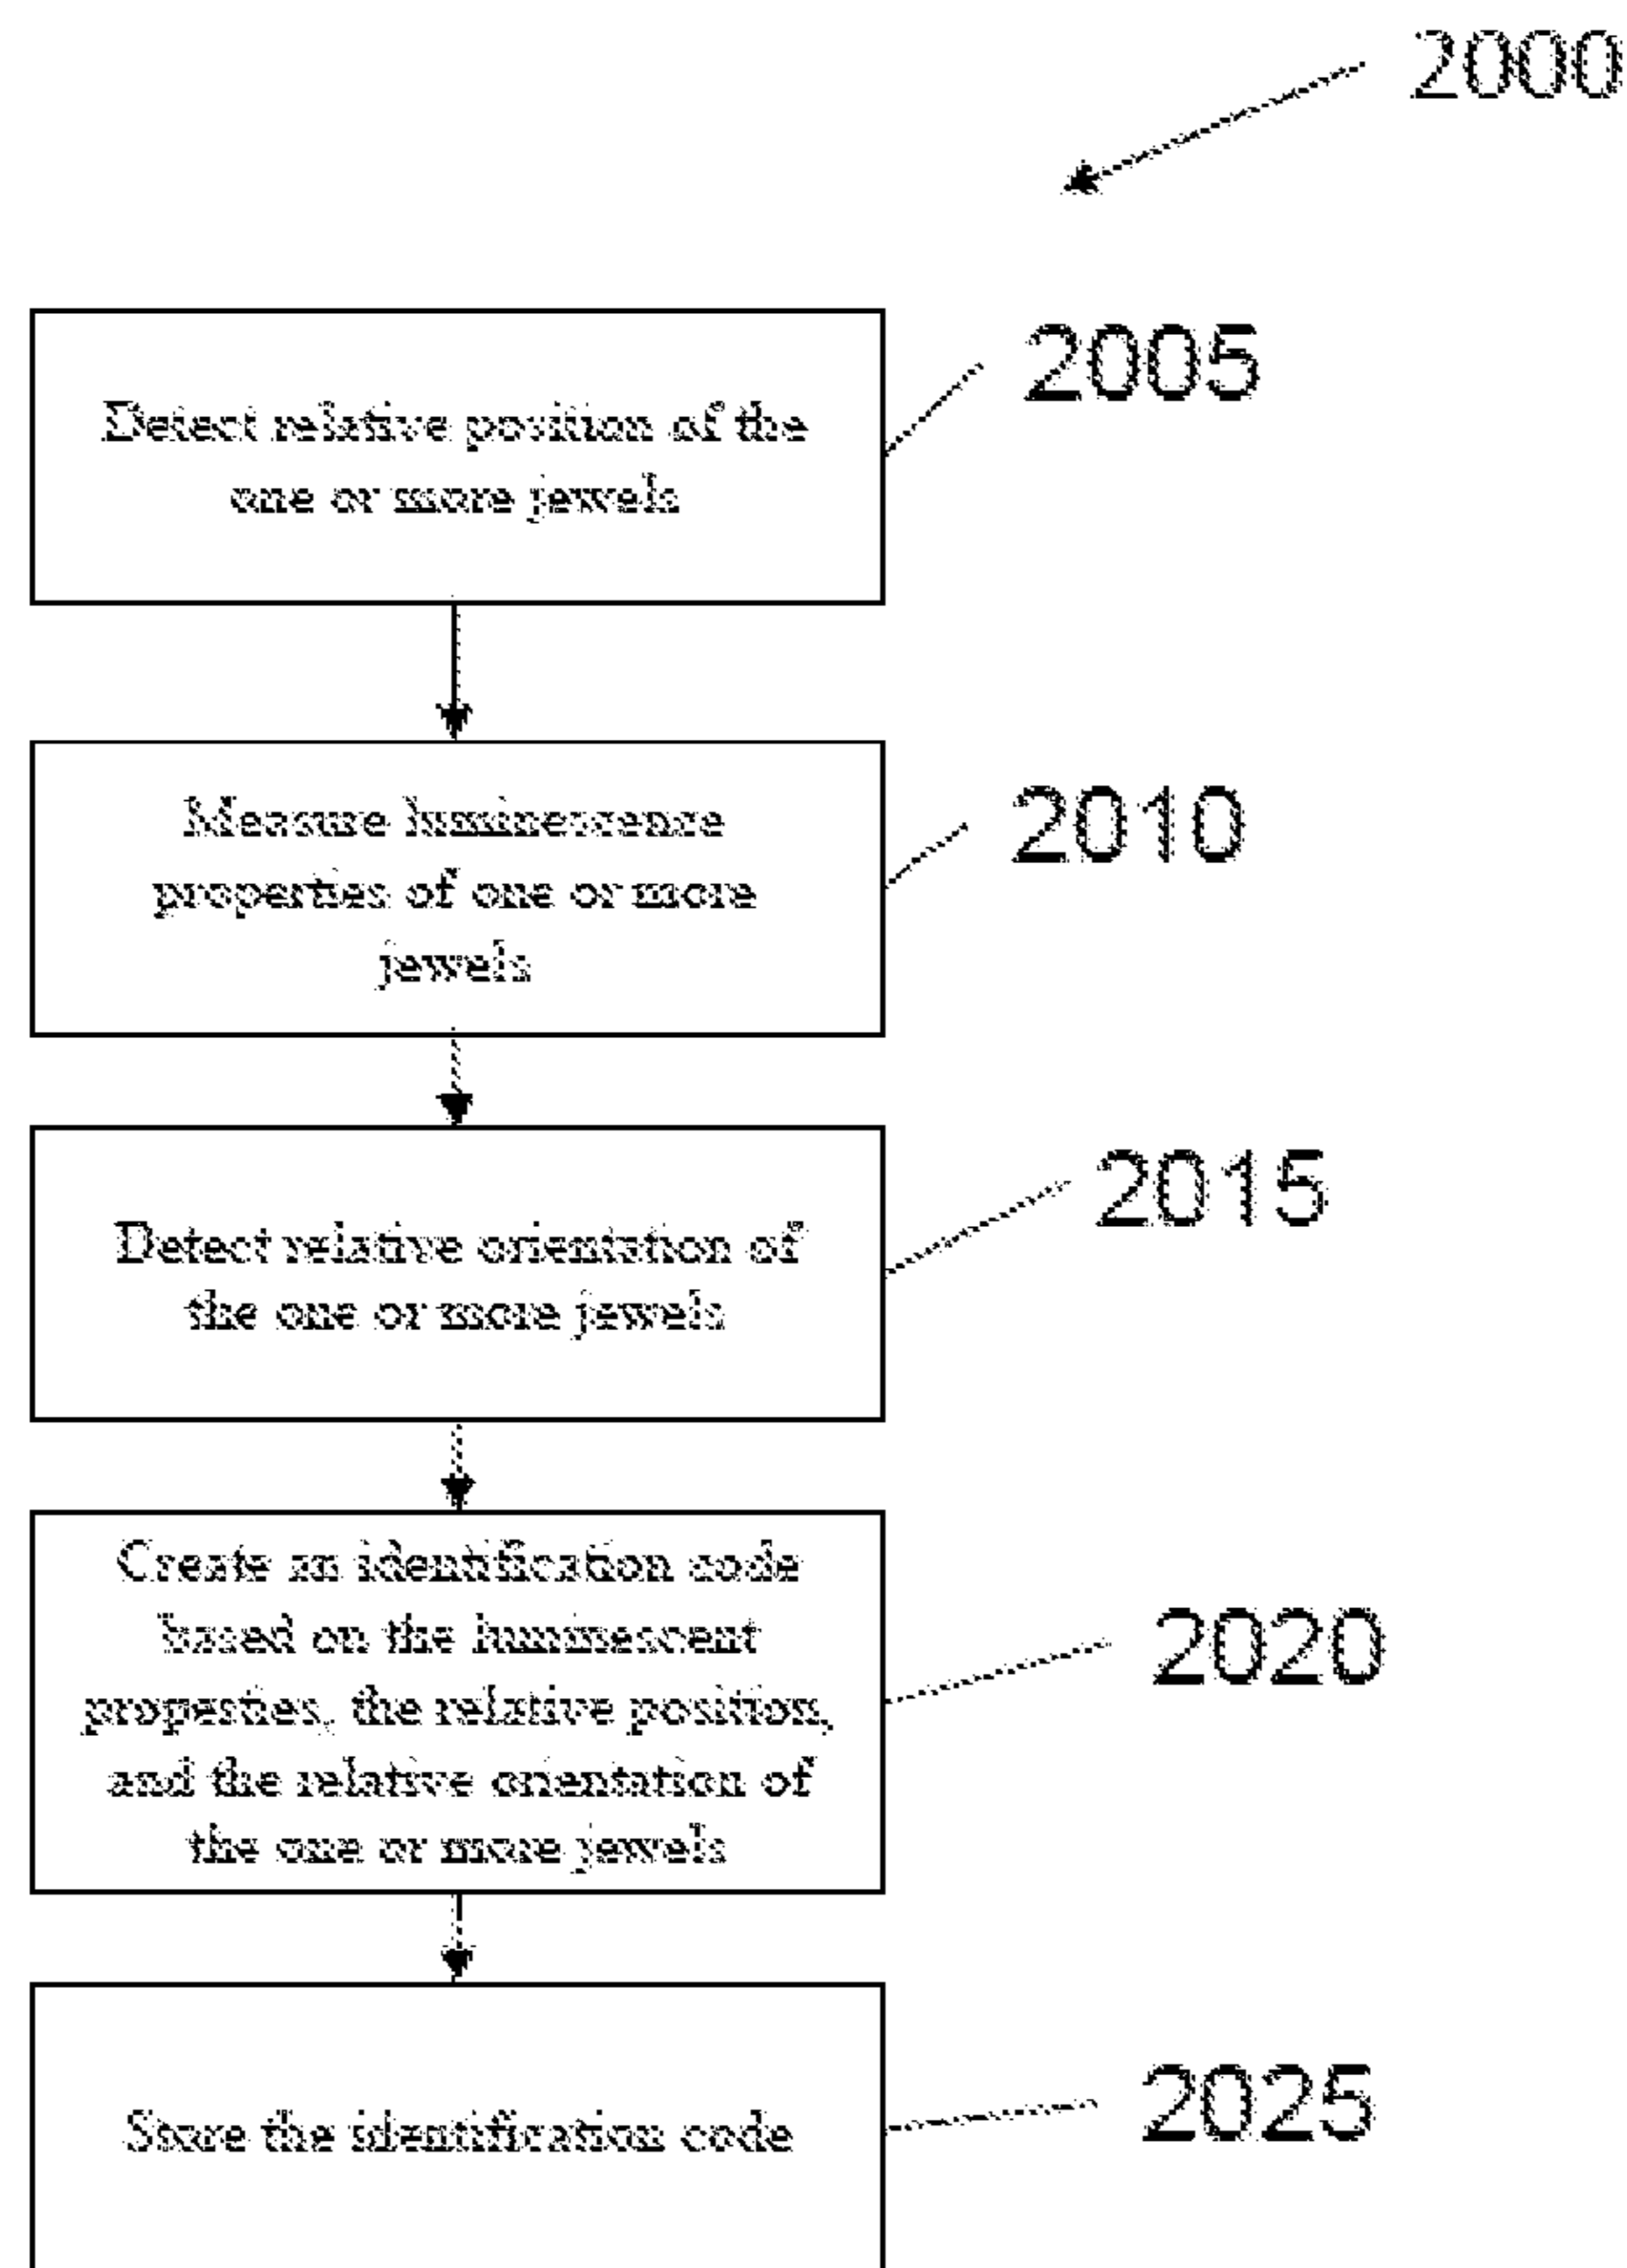 2000
2005
Detect relative position of the
one or more jewels
2010
Measure luminescence
properties of one or more
jewels
2015
Detect relative orientation of
the one or more jewels
2020
Create an identification code
based on the luminescent
properties, the relative position,
and the relative orientation of
the one or more jewels
2025
Store the identification code